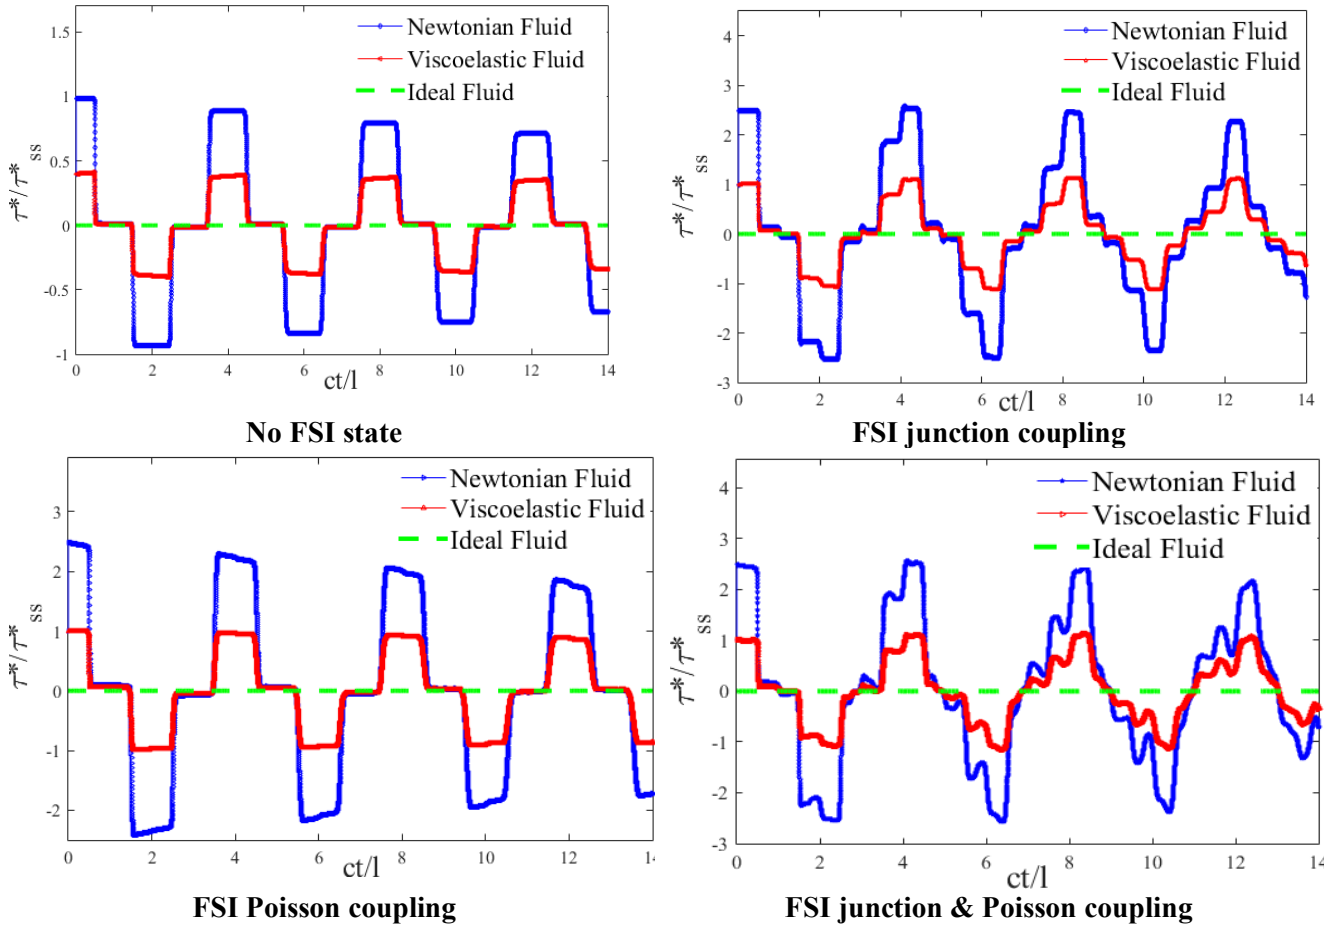 1.5
1
0.5
0
-0.5
-1
0 2 4 6 8 10 12 14
τ*/τ*ss
ct/l
Newtonian Fluid
Viscoelastic Fluid
Ideal Fluid
No FSI state
4
3
2
1
0
-1
-2
-3
0 2 4 6 8 10 12 14
τ*/τ*ss
ct/l
Newtonian Fluid
Viscoelastic Fluid
Ideal Fluid
FSI junction coupling
3
2
1
0
-1
-2
0 2 4 6 8 10 12 14
τ*/τ*ss
ct/l
Newtonian Fluid
Viscoelastic Fluid
Ideal Fluid
FSI Poisson coupling
4
3
2
1
0
-1
-2
-3
0 2 4 6 8 10 12 14
τ*/τ*ss
ct/l
Newtonian Fluid
Viscoelastic Fluid
Ideal Fluid
FSI junction & Poisson coupling